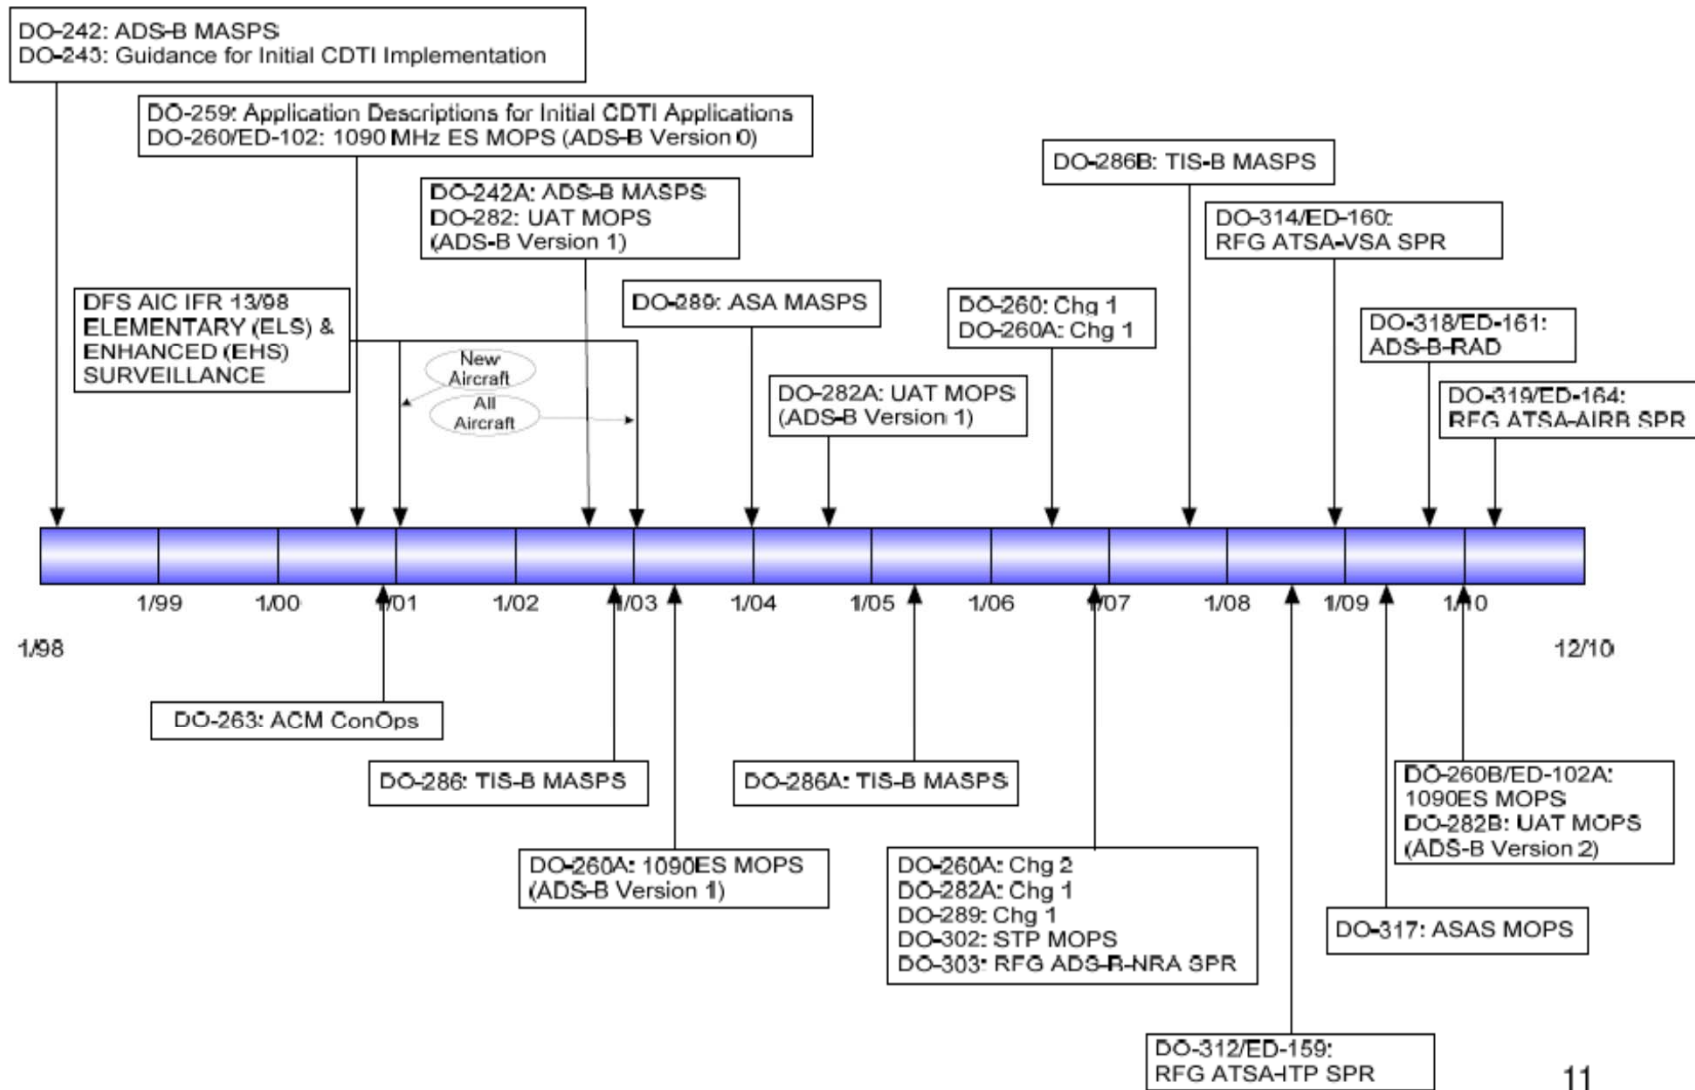 DO-242: ADS-B MASPS
DO-243: Guidance for Initial CDTI Implementation
DO-259: Application Descriptions for Initial CDTI Applications
DO-260/ED-102: 1090 MHz ES MOPS (ADS-B Version 0)
DO-242A: ADS-B MASPS
DO-282: UAT MOPS
(ADS-B Version 1)
DFS AIC IFR 13/98
ELEMENTARY (ELS) &
ENHANCED (EHS)
SURVEILLANCE
New
Aircraft
All
Aircraft
DO-289: ASA MASPS
DO-282A: UAT MOPS
(ADS-B Version 1)
DO-260: Chg 1
DO-260A: Chg 1
DO-286B: TIS-B MASPS
DO-314/ED-160:
RFG ATSA-VSA SPR
DO-318/ED-161:
ADS-B-RAD
DO-319/ED-164:
RFG ATSA-AIRB SPR
1/98
1/99
1/00
1/01
1/02
1/03
1/04
1/05
1/06
1/07
1/08
1/09
1/10
12/10
DO-263: ACM ConOps
DO-286: TIS-B MASPS
DO-260A: 1090ES MOPS
(ADS-B Version 1)
DO-286A: TIS-B MASPS
DO-260A: Chg 2
DO-282A: Chg 1
DO-289: Chg 1
DO-302: STP MOPS
DO-303: RFG ADS-B-NRA SPR
DO-312/ED-159:
RFG ATSA-ITP SPR
DO-317: ASAS MOPS
DO-260B/ED-102A:
1090ES MOPS
DO-282B: UAT MOPS
(ADS-B Version 2)
11